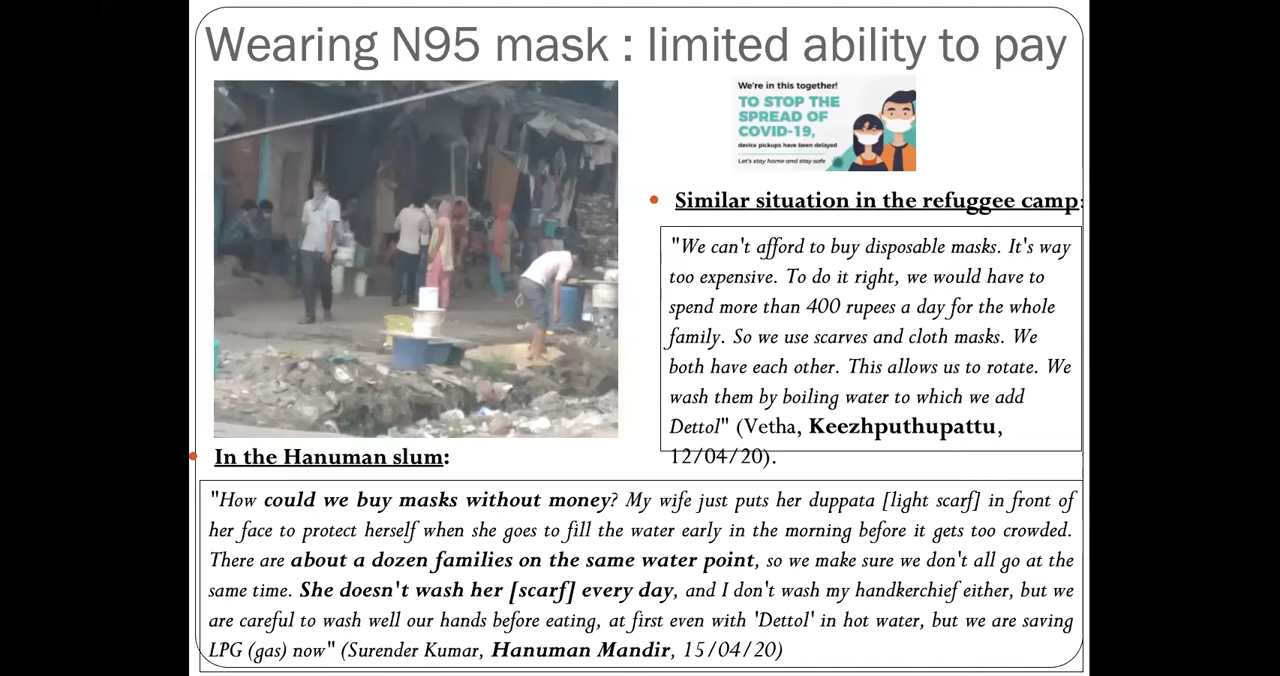 Wearing N95 mask : limited ability to pay
We're in this together!
TO STOP THE
SPREAD OF
COVID-19,
device pickups have been delayed
Let's stay home and stay safe
• Similar situation in the refuggee camp:
"We can't afford to buy disposable masks. It's way
too expensive. To do it right, we would have to
spend more than 400 rupees a day for the whole
family. So we use scarves and cloth masks. We
both have each other. This allows us to rotate. We
wash them by boiling water to which we add
Dettol" (Vetha, Keezhputhupattu,
12/04/20).
• In the Hanuman slum:
"How could we buy masks without money? My wife just puts her duppata [light scarf] in front of
her face to protect herself when she goes to fill the water early in the morning before it gets too crowded.
There are about a dozen families on the same water point, so we make sure we don't all go at the
same time. She doesn't wash her [scarf] every day, and I don't wash my handkerchief either, but we
are careful to wash well our hands before eating, at first even with 'Dettol' in hot water, but we are saving
LPG (gas) now" (Surender Kumar, Hanuman Mandir, 15/04/20)